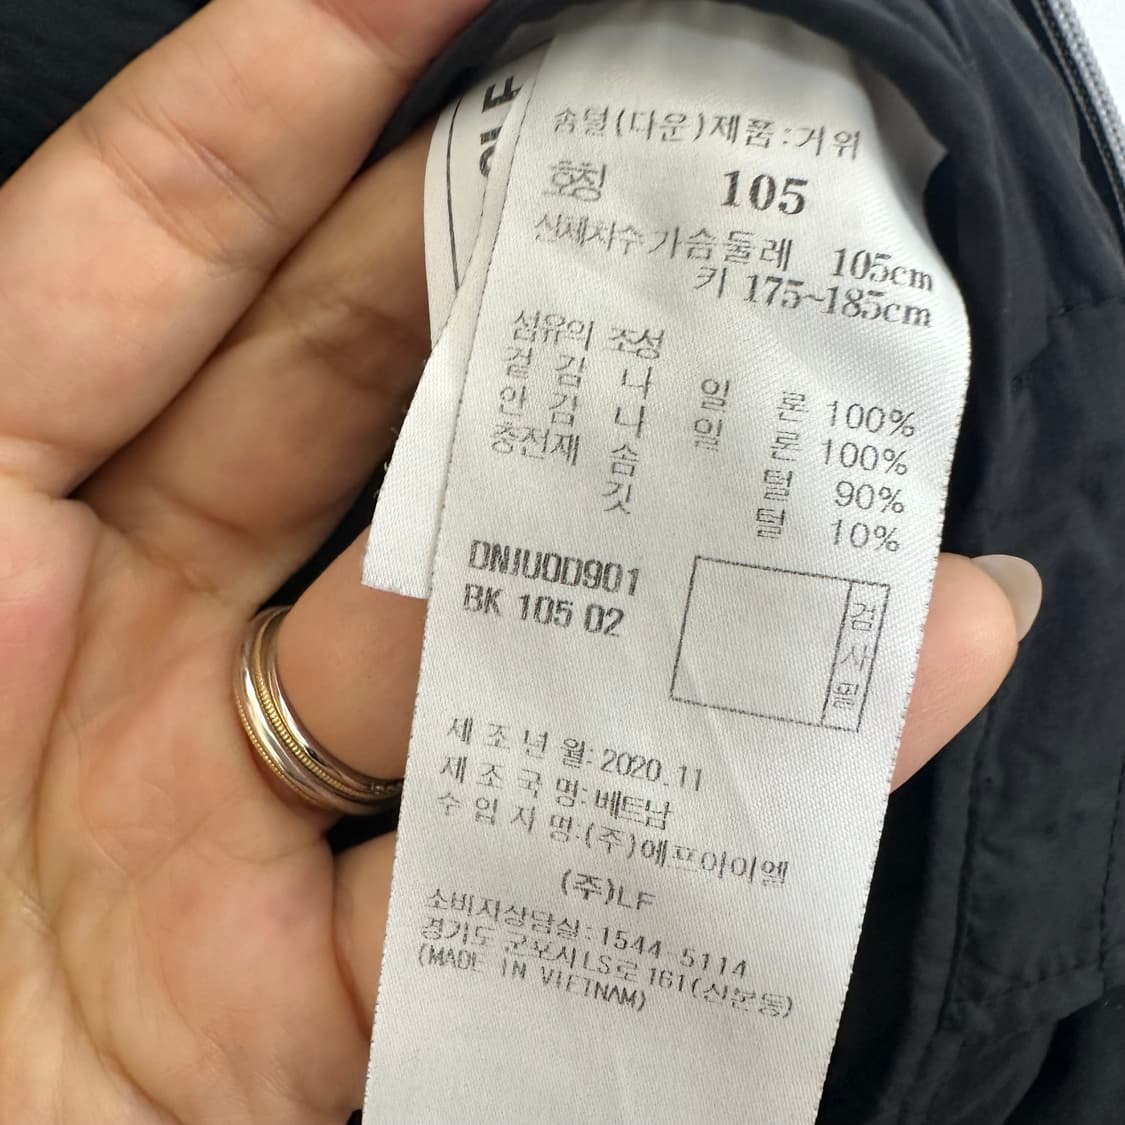 LF
솜털(다운)제품:거위
호칭 105
신체치수 가슴둘레 105cm
키 175~185cm
섬유의 조성
겉 감 나 일 론 100%
안 감 나 일 론 100%
충전재 솜 털 90%
깃 털 10%
DNJU0D901
BK 105 02
검사필
제 조 년 월: 2020.11
제 조 국 명: 베트남
수 입 자 명:(주)에프아이엘
(주)LF
소비자상담실:1544-5114
경기도 군포시 LS로 161(산본동)
(MADE IN VIETNAM)